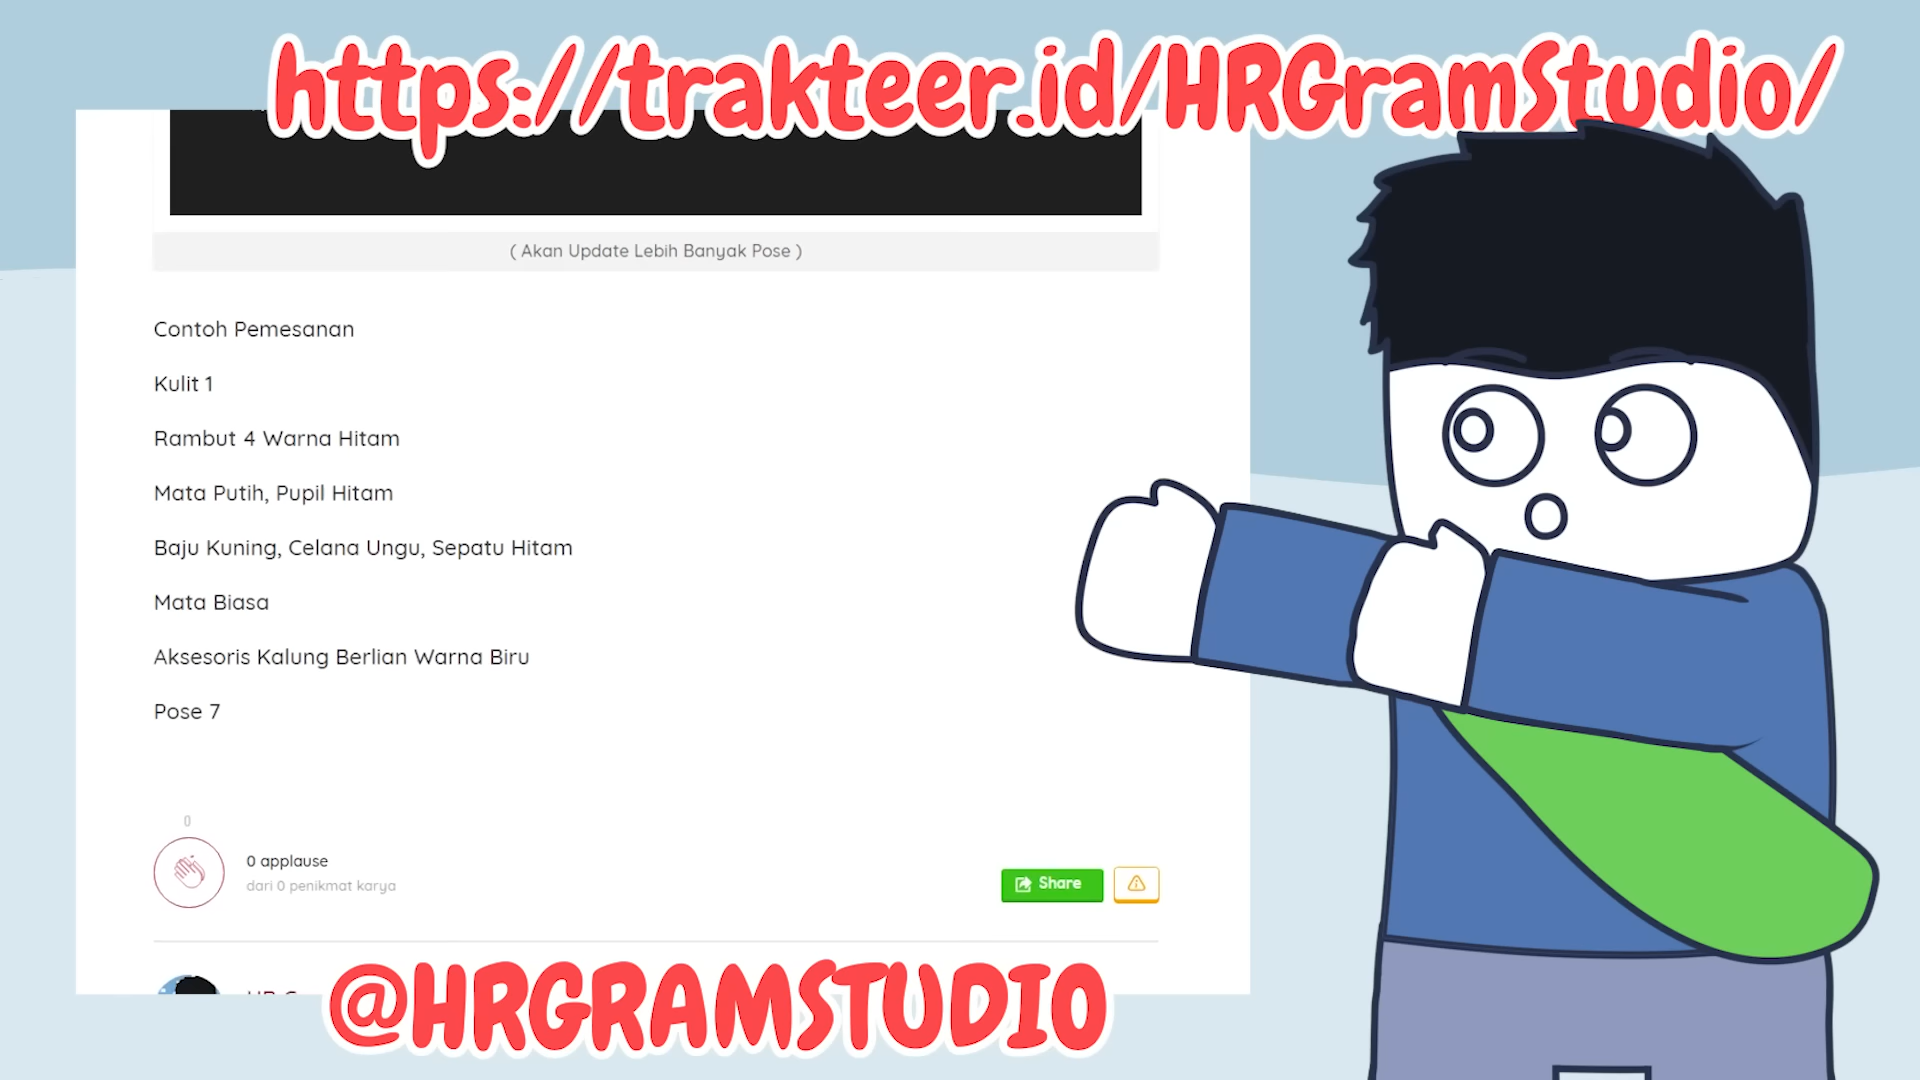 https://trakteer.id/HRGramStudio/
( Akan Update Lebih Banyak Pose )
Contoh Pemesanan
Kulit 1
Rambut 4 Warna Hitam
Mata Putih, Pupil Hitam
Baju Kuning, Celana Ungu, Sepatu Hitam
Mata Biasa
Aksesoris Kalung Berlian Warna Biru
Pose 7
0
0 applause
dari 0 penikmat karya
Share
@HRGRAMSTUDIO